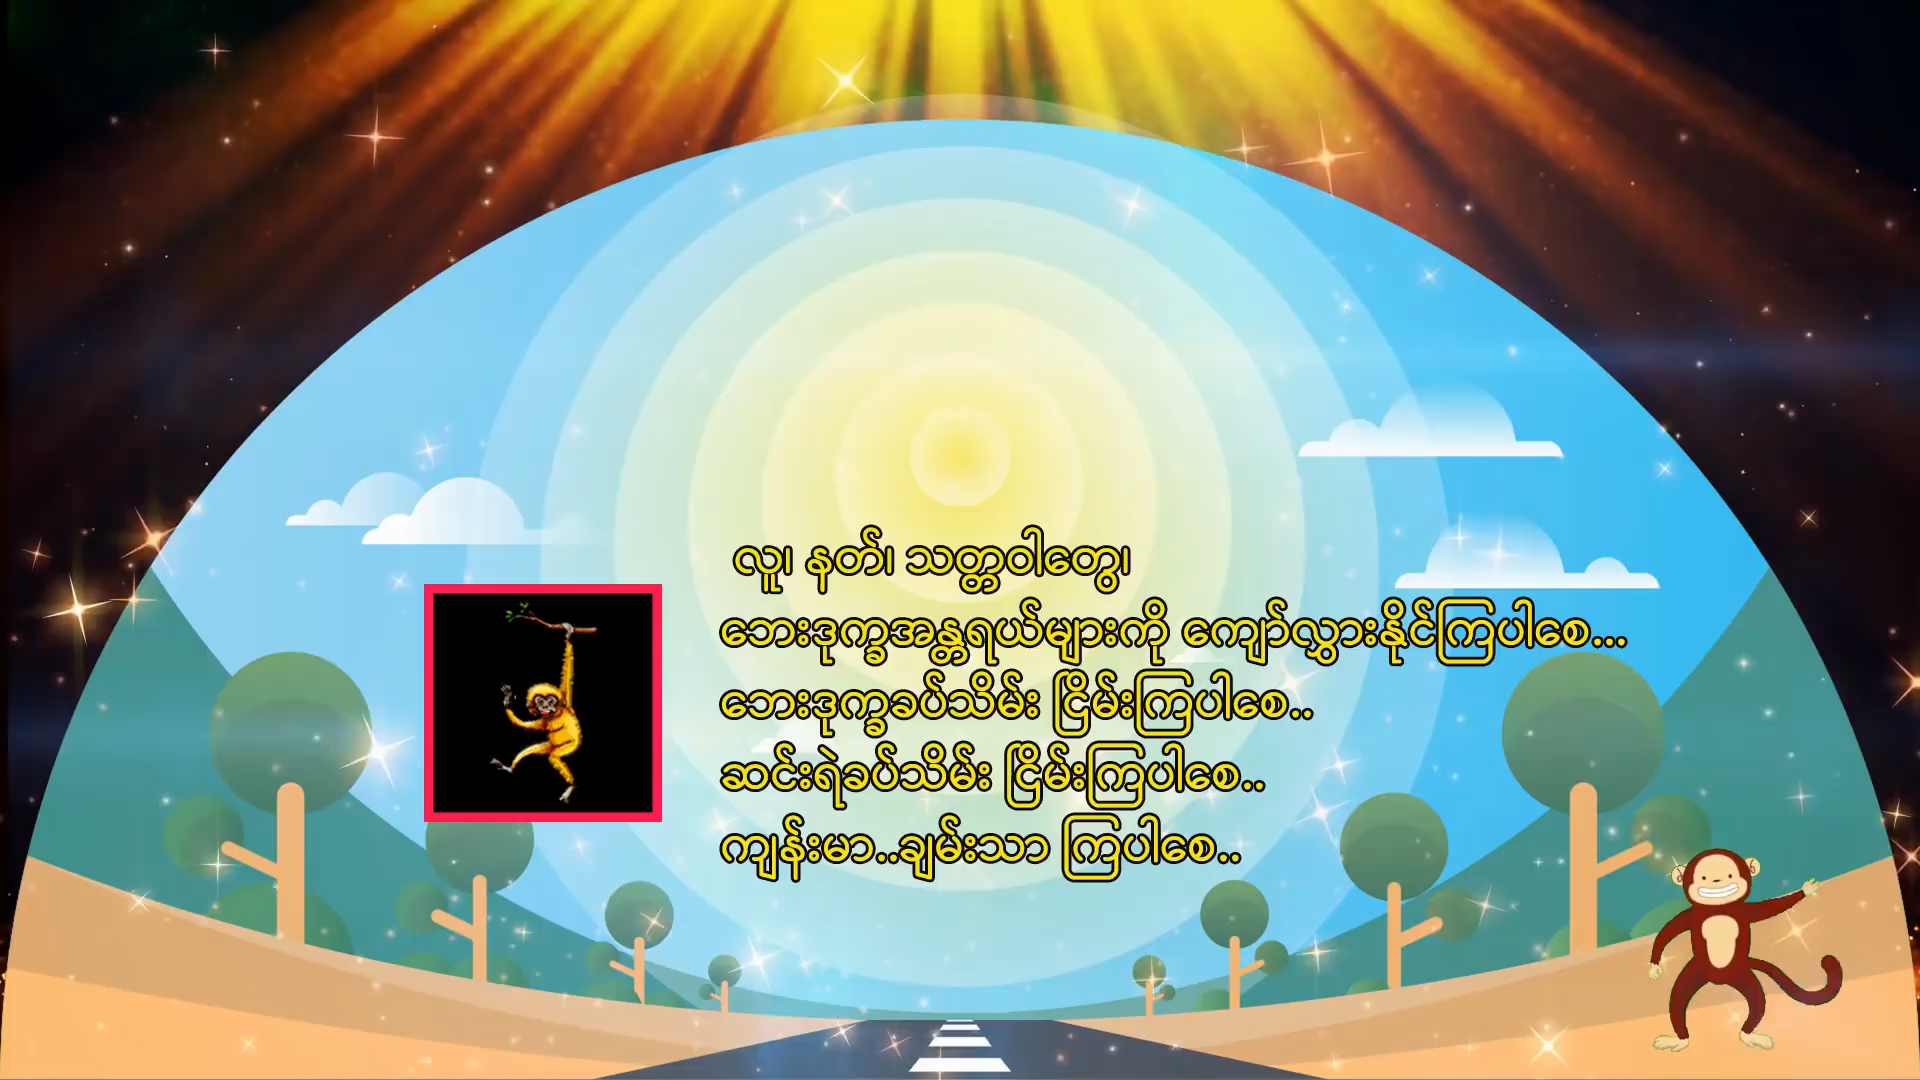 လူ၊ နတ်၊ သတ္တဝါတွေ၊
ဘေးဒုက္ခအန္တရယ်များကို ကျော်လွှားနိုင်ကြပါစေ...
ဘေးဒုက္ခခပ်သိမ်း ငြိမ်းကြပါစေ..
ဆင်းရဲခပ်သိမ်း ငြိမ်းကြပါစေ..
ကျန်းမာ..ချမ်းသာ ကြပါစေ..